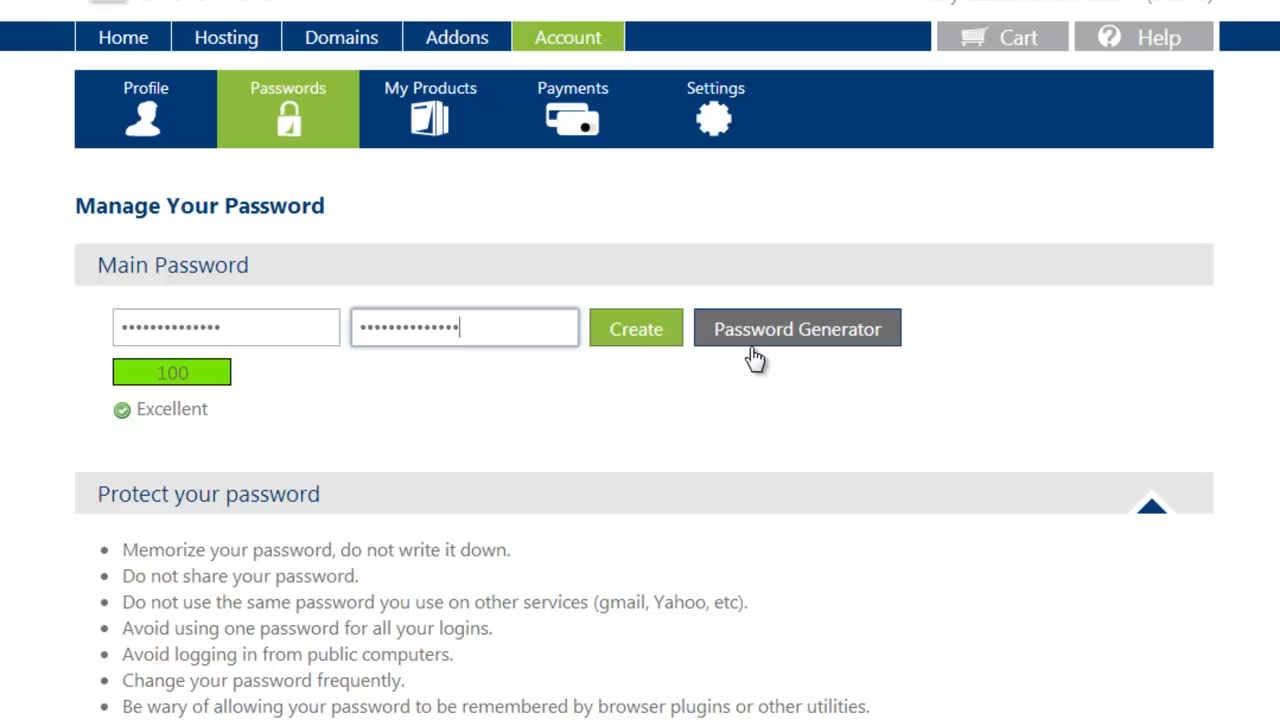 Home Hosting Domains Addons Account Cart Help
Profile Passwords My Products Payments Settings
Manage Your Password
Main Password
•••••••••••••• •••••••••••••• Create Password Generator
100
Excellent
Protect your password
• Memorize your password, do not write it down.
• Do not share your password.
• Do not use the same password you use on other services (gmail, Yahoo, etc).
• Avoid using one password for all your logins.
• Avoid logging in from public computers.
• Change your password frequently.
• Be wary of allowing your password to be remembered by browser plugins or other utilities.